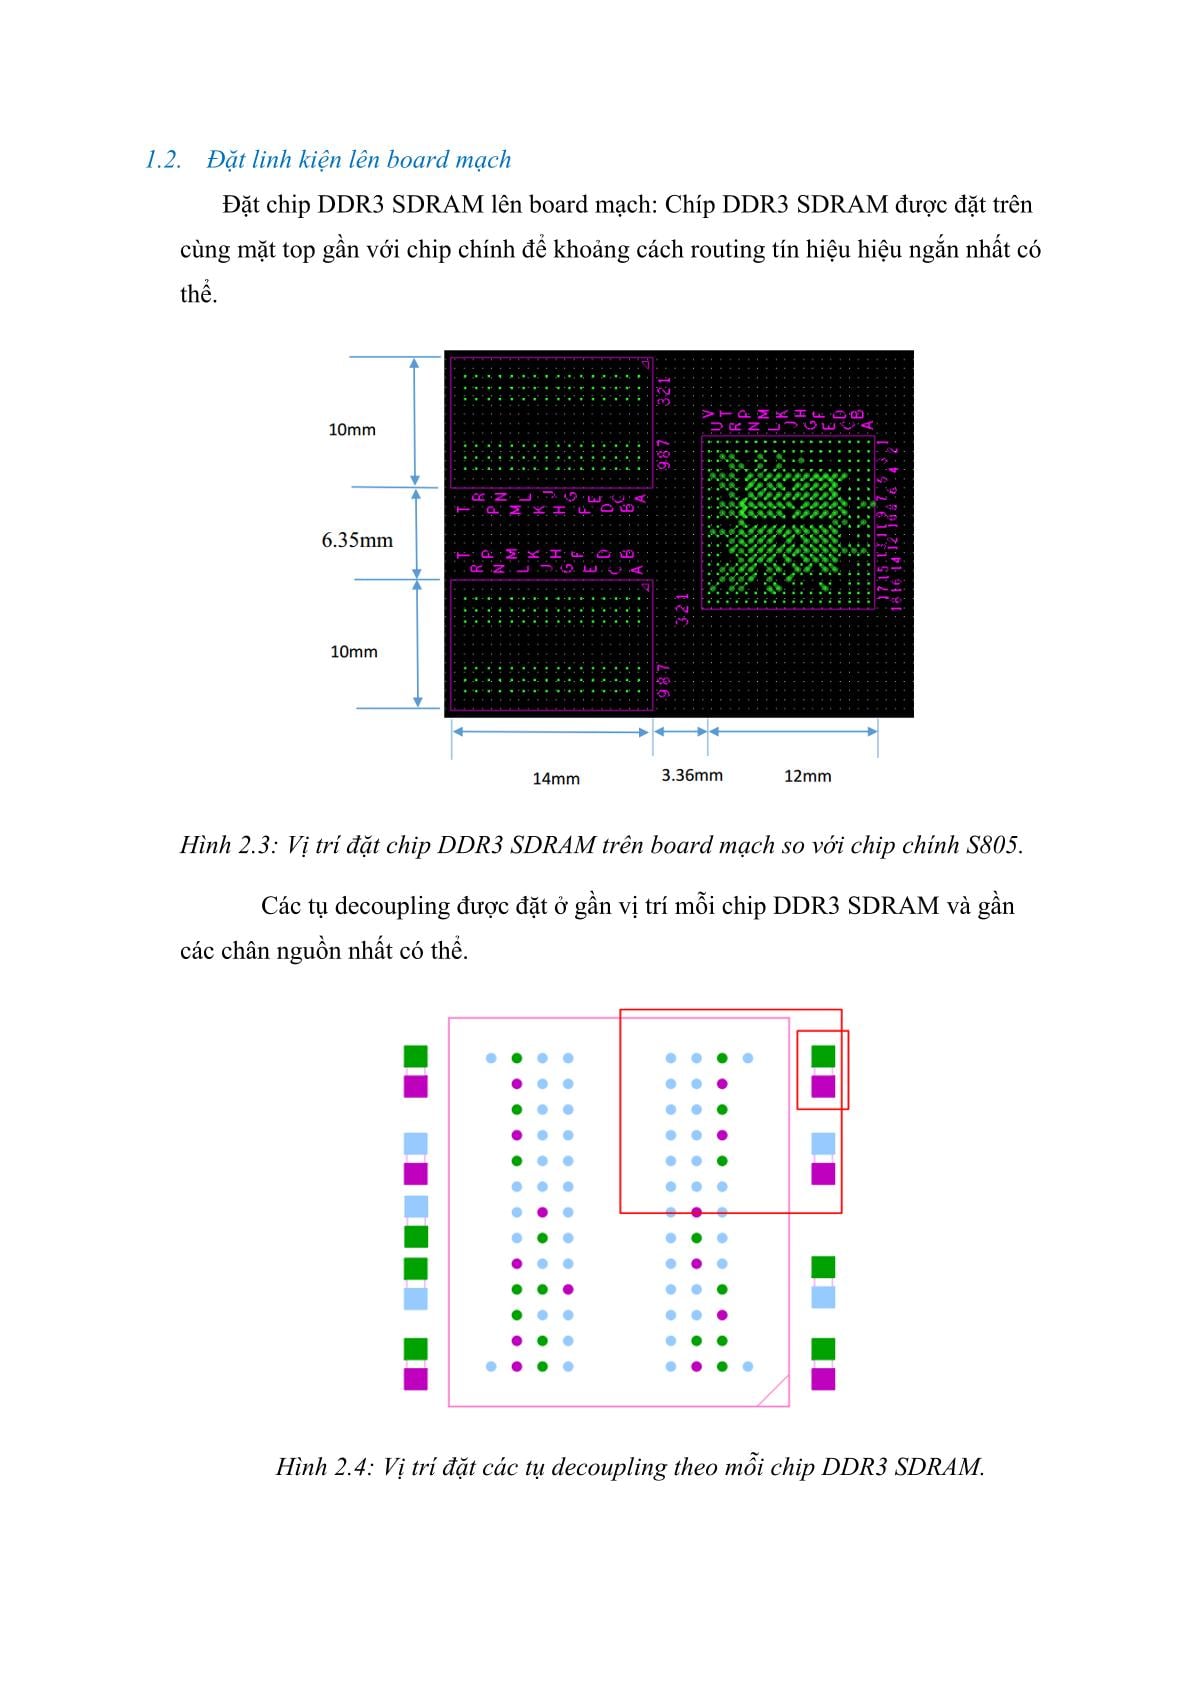 1.2. Đặt linh kiện lên board mạch
Đặt chip DDR3 SDRAM lên board mạch: Chíp DDR3 SDRAM được đặt trên
cùng mặt top gần với chip chính để khoảng cách routing tín hiệu hiệu ngắn nhất có
thể.
10mm
6.35mm
10mm
321
987
T R P N M L K J H G F E D C B A
T R P N M L K J H G F E D C B A
321
987
V U T R P N M L K J H G F E D C B A
14mm
3.36mm
12mm
Hình 2.3: Vị trí đặt chip DDR3 SDRAM trên board mạch so với chip chính S805.
Các tụ decoupling được đặt ở gần vị trí mỗi chip DDR3 SDRAM và gần
các chân nguồn nhất có thể.
Hình 2.4: Vị trí đặt các tụ decoupling theo mỗi chip DDR3 SDRAM.